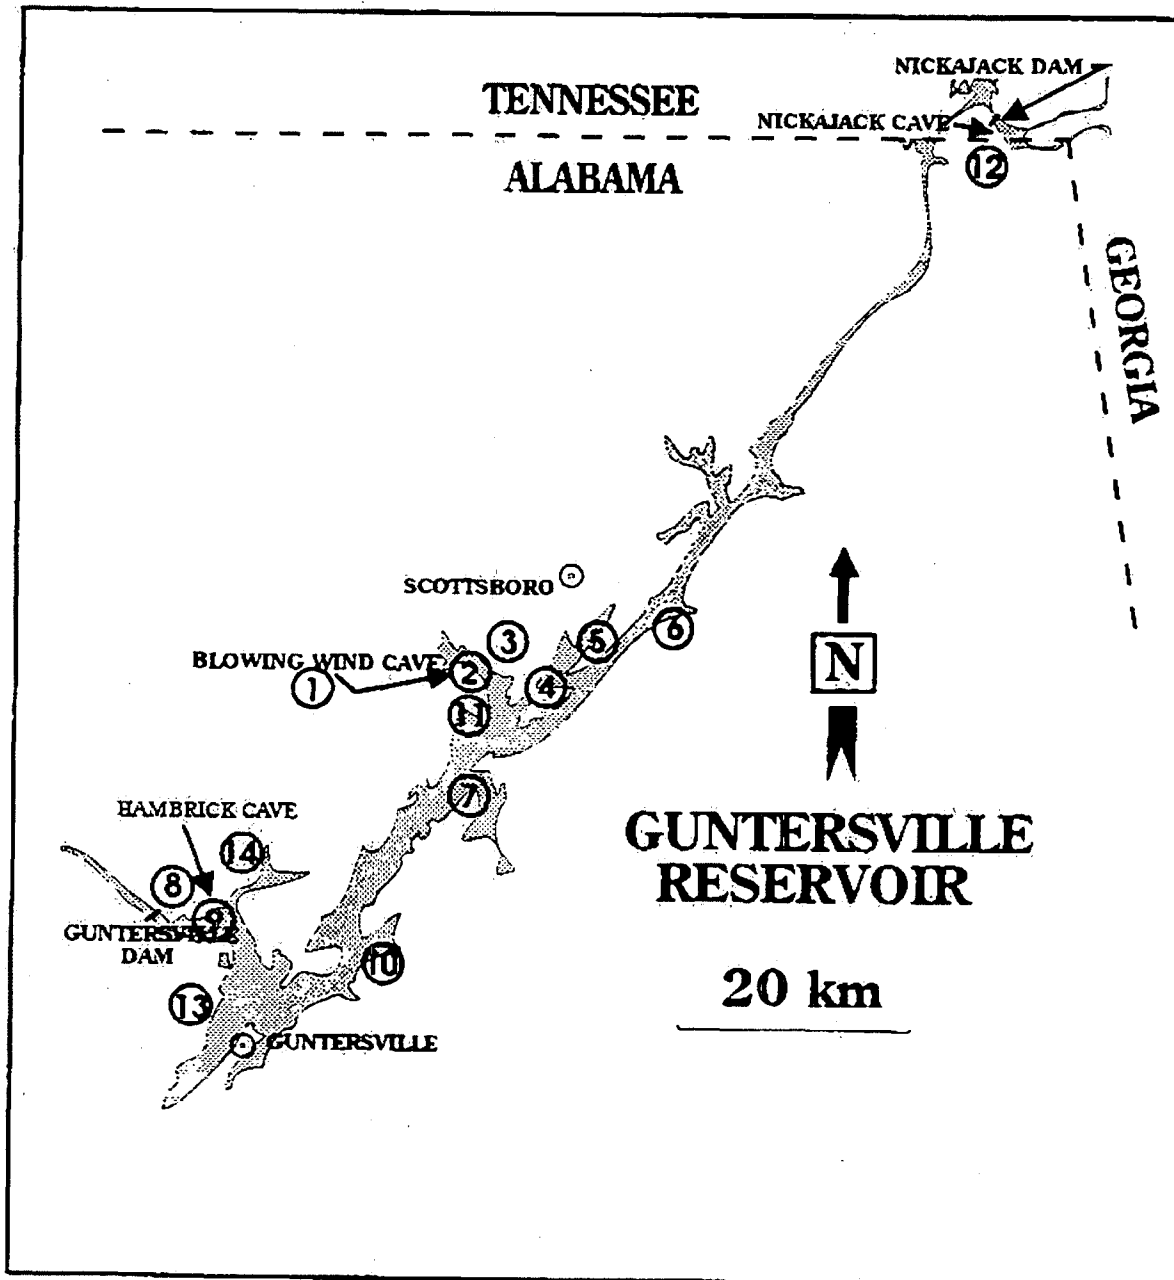 NICKAJACK DAM
TENNESSEE
NICKAJACK CAVE
ALABAMA
12
GEORGIA
SCOTTSBORO
3
5
6
BLOWING WIND CAVE
2
1
4
11
N
7
HAMBRICK CAVE
14
8
9
GUNTERSVILLE
DAM
GUNTERSVILLE
RESERVOIR
10
20 km
13
GUNTERSVILLE